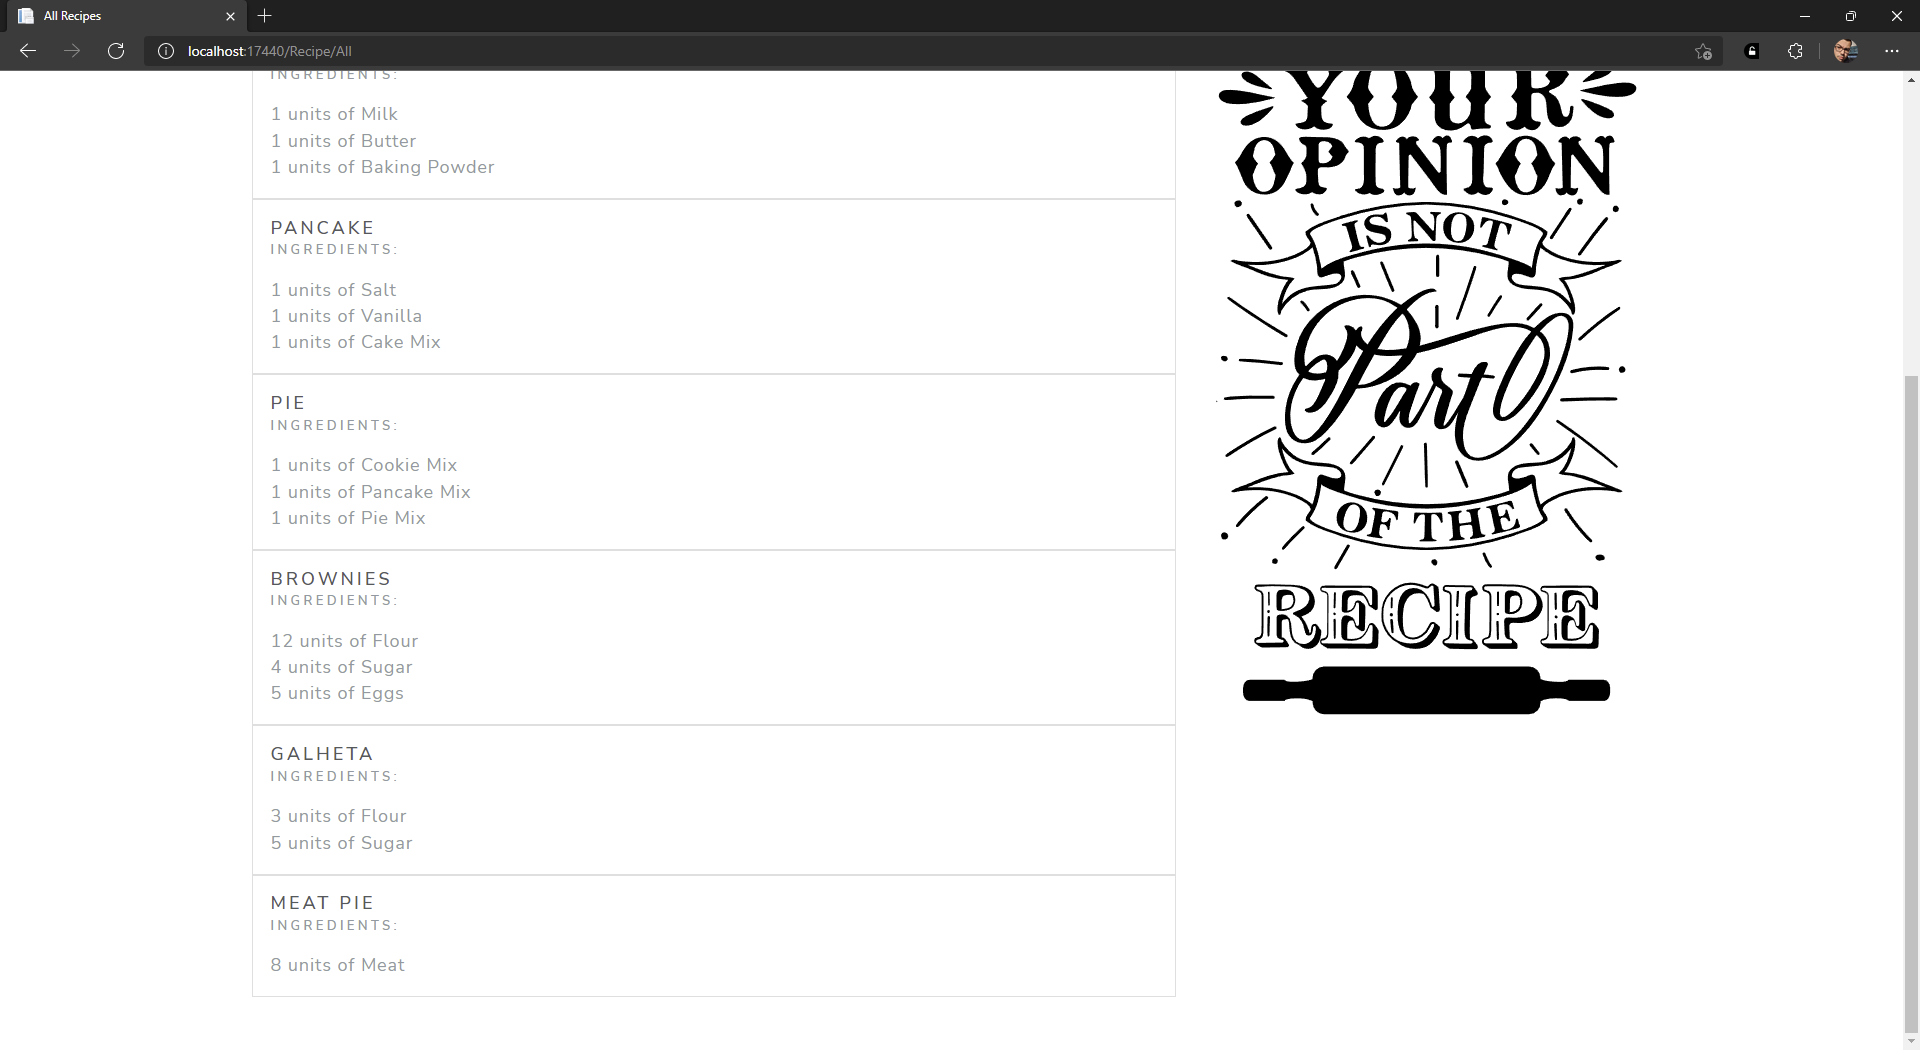 All Recipes
localhost:17440/Recipe/All
INGREDIENTS:
1 units of Milk
1 units of Butter
1 units of Baking Powder
PANCAKE
INGREDIENTS:
1 units of Salt
1 units of Vanilla
1 units of Cake Mix
PIE
INGREDIENTS:
1 units of Cookie Mix
1 units of Pancake Mix
1 units of Pie Mix
BROWNIES
INGREDIENTS:
12 units of Flour
4 units of Sugar
5 units of Eggs
GALHETA
INGREDIENTS:
3 units of Flour
5 units of Sugar
MEAT PIE
INGREDIENTS:
8 units of Meat
YOUR
OPINION
IS NOT
Part
OF THE
RECIPE